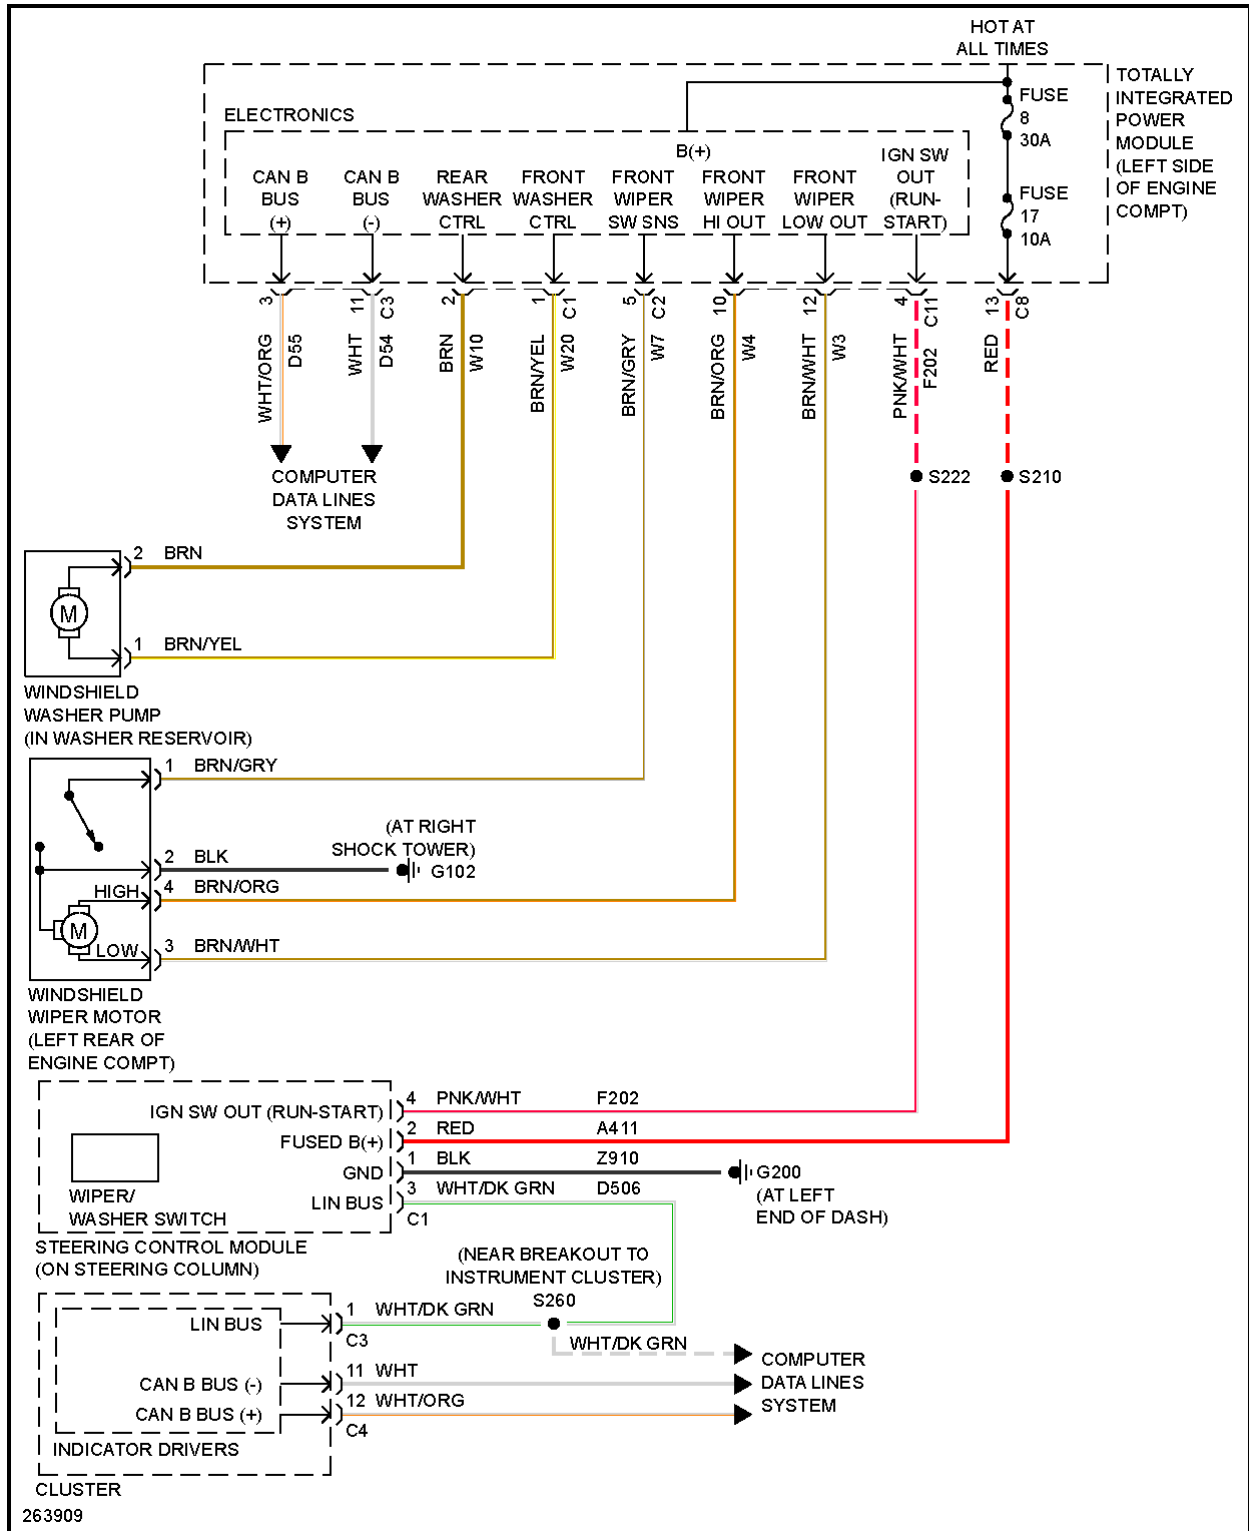 HOT AT
ALL TIMES
TOTALLY
INTEGRATED
POWER
MODULE
(LEFT SIDE
OF ENGINE
COMPT)
FUSE
8
30A
FUSE
17
10A
ELECTRONICS
B(+)
CAN B
BUS
(+)
CAN B
BUS
(-)
REAR
WASHER
CTRL
FRONT
WASHER
CTRL
FRONT
WIPER
SW SNS
FRONT
WIPER
HI OUT
FRONT
WIPER
LOW OUT
IGN SW
OUT
(RUN-
START)
3
11
C3
2
1
C1
5
C2
10
12
4
C11
13
C8
WHT/ORG
D55
WHT
D54
BRN
W10
BRN/YEL
W20
BRN/GRY
W7
BRN/ORG
W4
BRN/WHT
W3
PNK/WHT
F202
RED
COMPUTER
DATA LINES
SYSTEM
S222
S210
2 BRN
M
1 BRN/YEL
WINDSHIELD
WASHER PUMP
(IN WASHER RESERVOIR)
1 BRN/GRY
(AT RIGHT
SHOCK TOWER)
2 BLK
G102
HIGH
4 BRN/ORG
M
LOW
3 BRN/WHT
WINDSHIELD
WIPER MOTOR
(LEFT REAR OF
ENGINE COMPT)
IGN SW OUT (RUN-START)
4 PNK/WHT F202
FUSED B(+)
2 RED A411
GND
1 BLK Z910
G200
(AT LEFT
END OF DASH)
LIN BUS
3 WHT/DK GRN D506
C1
WIPER/
WASHER SWITCH
STEERING CONTROL MODULE
(ON STEERING COLUMN)
(NEAR BREAKOUT TO
INSTRUMENT CLUSTER)
S260
LIN BUS
1 WHT/DK GRN
C3
WHT/DK GRN
CAN B BUS (-)
11 WHT
CAN B BUS (+)
12 WHT/ORG
C4
COMPUTER
DATA LINES
SYSTEM
INDICATOR DRIVERS
CLUSTER
263909